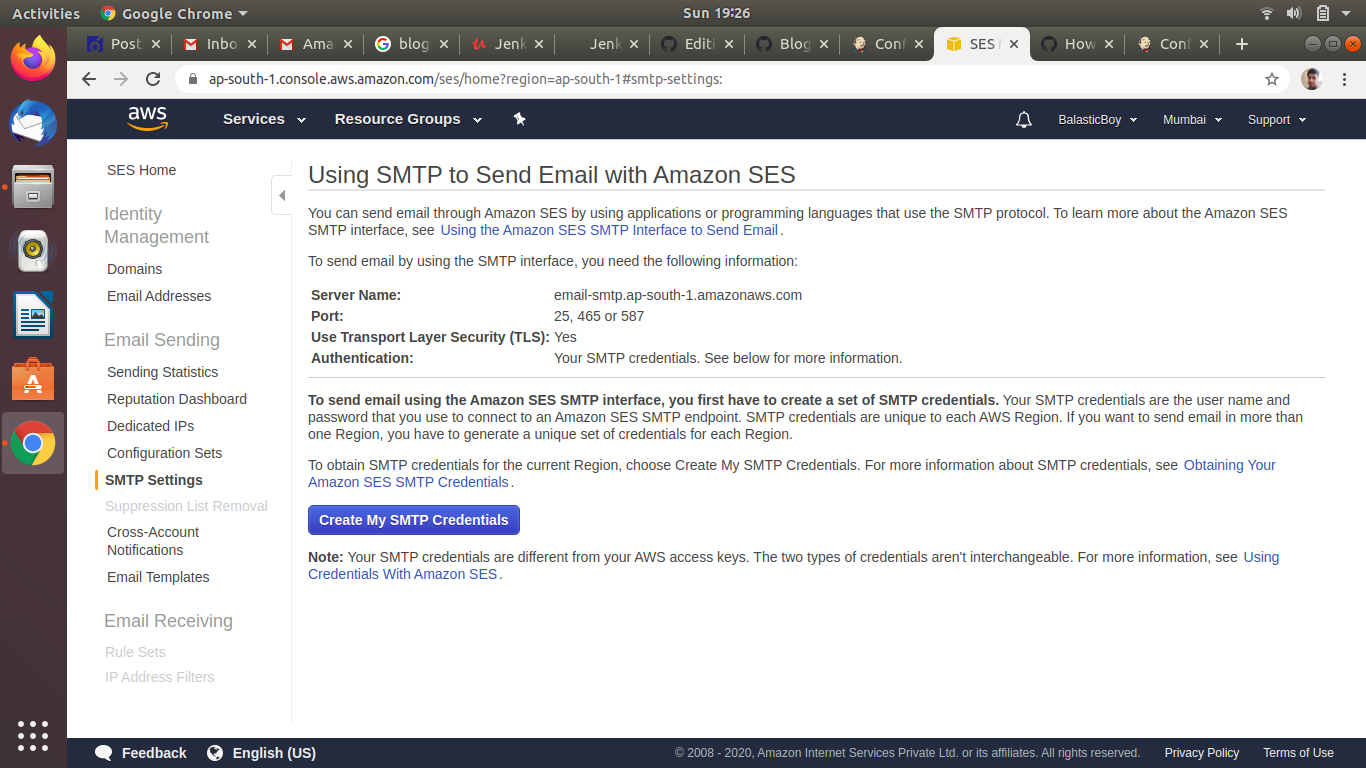 Activities
Google Chrome
Sun 19:26
Post
Inbo
Ama
blog
Jenk
Jenk
Editi
Blog
Conf
SES
How
Conf
ap-south-1.console.aws.amazon.com/ses/home?region=ap-south-1#smtp-settings:
aws
Services
Resource Groups
BalasticBoy
Mumbai
Support
SES Home
Identity
Management
Domains
Email Addresses
Email Sending
Sending Statistics
Reputation Dashboard
Dedicated IPs
Configuration Sets
SMTP Settings
Suppression List Removal
Cross-Account
Notifications
Email Templates
Email Receiving
Rule Sets
IP Address Filters
Using SMTP to Send Email with Amazon SES
You can send email through Amazon SES by using applications or programming languages that use the SMTP protocol. To learn more about the Amazon SES
SMTP interface, see Using the Amazon SES SMTP Interface to Send Email.
To send email by using the SMTP interface, you need the following information:
Server Name: email-smtp.ap-south-1.amazonaws.com
Port: 25, 465 or 587
Use Transport Layer Security (TLS): Yes
Authentication: Your SMTP credentials. See below for more information.
To send email using the Amazon SES SMTP interface, you first have to create a set of SMTP credentials. Your SMTP credentials are the user name and
password that you use to connect to an Amazon SES SMTP endpoint. SMTP credentials are unique to each AWS Region. If you want to send email in more than
one Region, you have to generate a unique set of credentials for each Region.
To obtain SMTP credentials for the current Region, choose Create My SMTP Credentials. For more information about SMTP credentials, see Obtaining Your
Amazon SES SMTP Credentials.
Create My SMTP Credentials
Note: Your SMTP credentials are different from your AWS access keys. The two types of credentials aren't interchangeable. For more information, see Using
Credentials With Amazon SES.
Feedback
English (US)
© 2008 - 2020, Amazon Internet Services Private Ltd. or its affiliates. All rights reserved.
Privacy Policy
Terms of Use